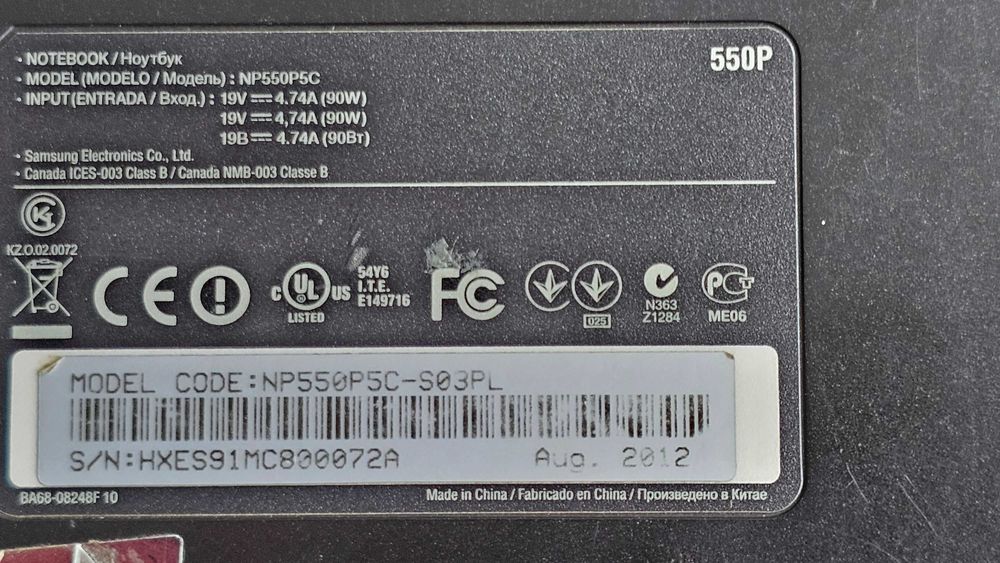 • NOTEBOOK / Ноутбук
550P
• MODEL (MODELO / Модель) : NP550P5C
• INPUT(ENTRADA / Вход.) : 19V 4.74A (90W)
19V 4,74A (90W)
19В 4.74A (90Вт)
• Samsung Electronics Co., Ltd.
• Canada ICES-003 Class B / Canada NMB-003 Classe B
KZ.O.02.0072
CE
C UL US
LISTED
54Y6
I.T.E.
E149716
FC
025
N363
Z1284
РСТ
ME06
MODEL CODE:NP550P5C-S03PL
S/N:HXES91MC800072A Aug. 2012
BA68-08248F 10
Made in China / Fabricado en China / Произведено в Китае